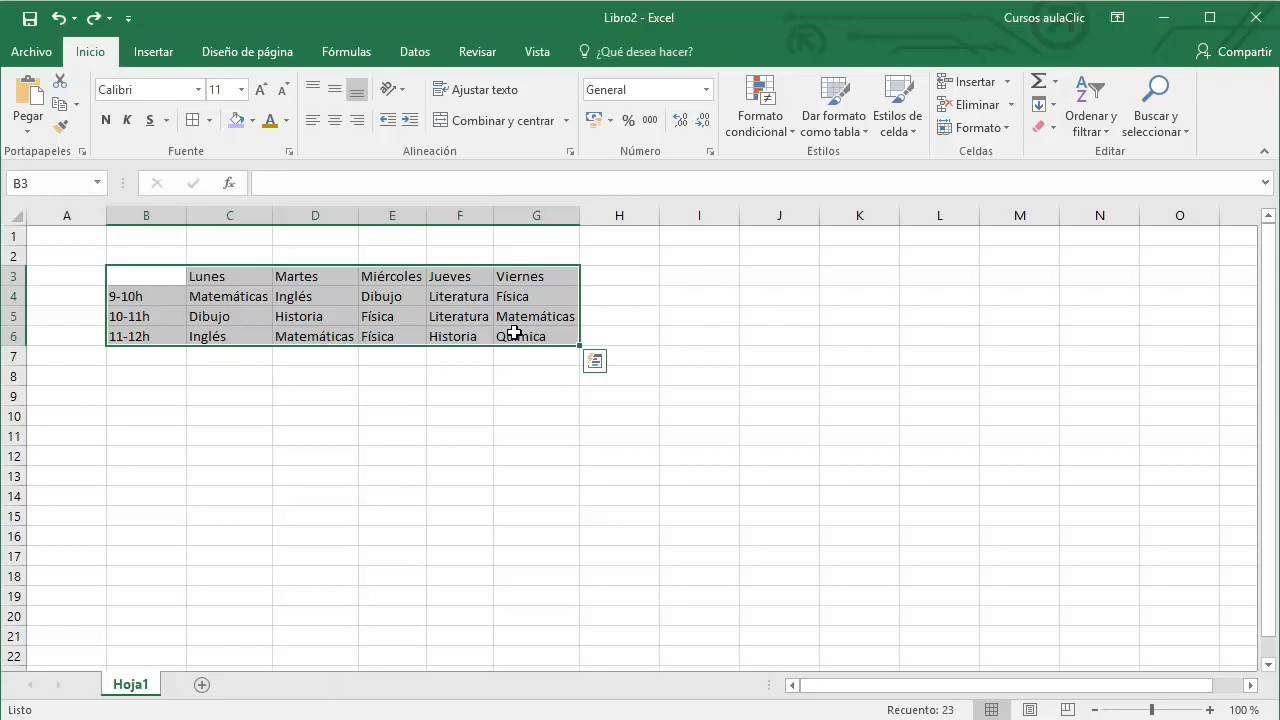 Libro2 - Excel
Cursos aulaClic
Archivo Inicio Insertar Diseño de página Fórmulas Datos Revisar Vista ¿Qué desea hacer? Compartir
Pegar
Portapapeles
Calibri 11
N K S
Fuente
Ajustar texto
Combinar y centrar
Alineación
General
% 000
Número
Formato condicional
Dar formato como tabla
Estilos de celda
Estilos
Insertar
Eliminar
Formato
Celdas
Ordenar y filtrar
Buscar y seleccionar
Editar
B3 fx
A B C D E F G H I J K L M N O
1
2
3 Lunes Martes Miércoles Jueves Viernes
4 9-10h Matemáticas Inglés Dibujo Literatura Física
5 10-11h Dibujo Historia Física Literatura Matemáticas
6 11-12h Inglés Matemáticas Física Historia Química
7
8
9
10
11
12
13
14
15
16
17
18
19
20
21
22
Hoja1
Listo Recuento: 23 100 %